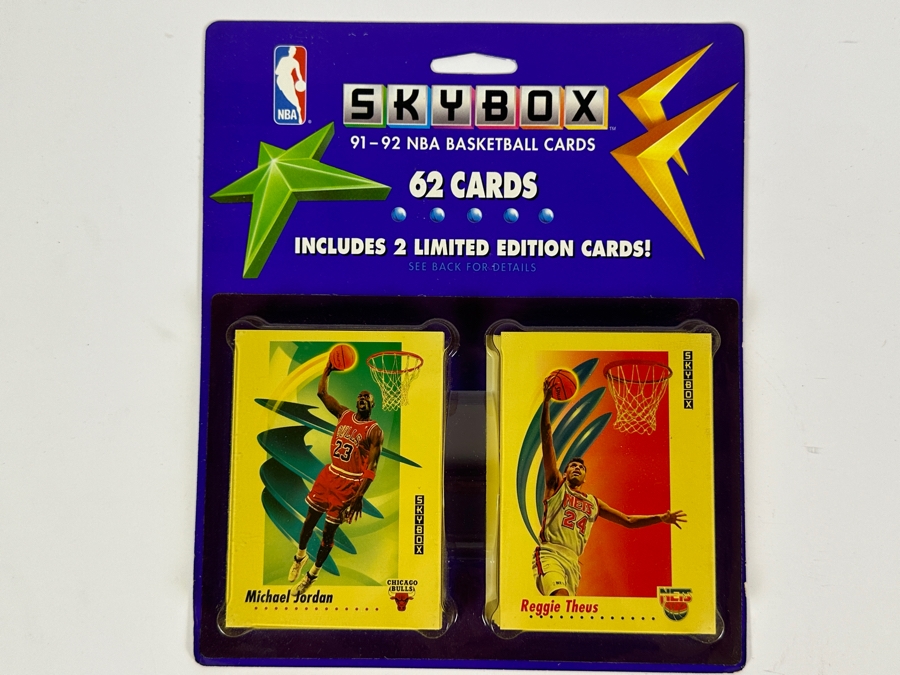 NBA
SKYBOX™
91–92 NBA BASKETBALL CARDS
62 CARDS
INCLUDES 2 LIMITED EDITION CARDS!
SEE BACK FOR DETAILS
BULLS
23
SKYBOX
Michael Jordan
CHICAGO
BULLS
SKYBOX
NETS
24
Reggie Theus
NETS